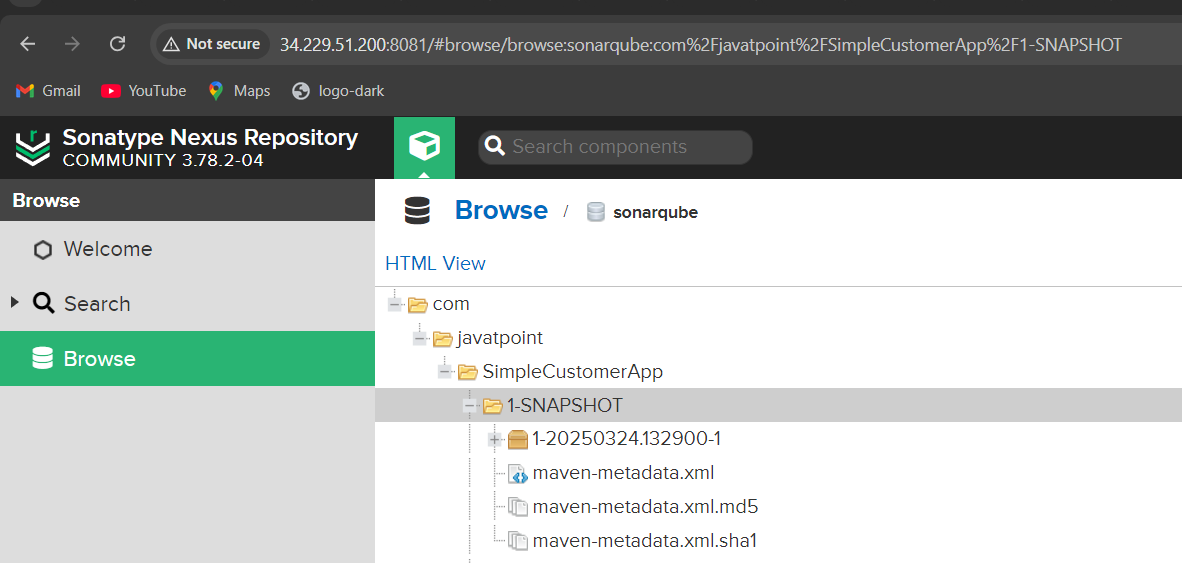 Not secure 34.229.51.200:8081/#browse/browse:sonarqube:com%2Fjavatpoint%2FSimpleCustomerApp%2F1-SNAPSHOT
Gmail YouTube Maps logo-dark
Sonatype Nexus Repository
COMMUNITY 3.78.2-04
Search components
Browse
Welcome
Search
Browse
Browse / sonarqube
HTML View
com
javatpoint
SimpleCustomerApp
1-SNAPSHOT
1-20250324.132900-1
maven-metadata.xml
maven-metadata.xml.md5
maven-metadata.xml.sha1